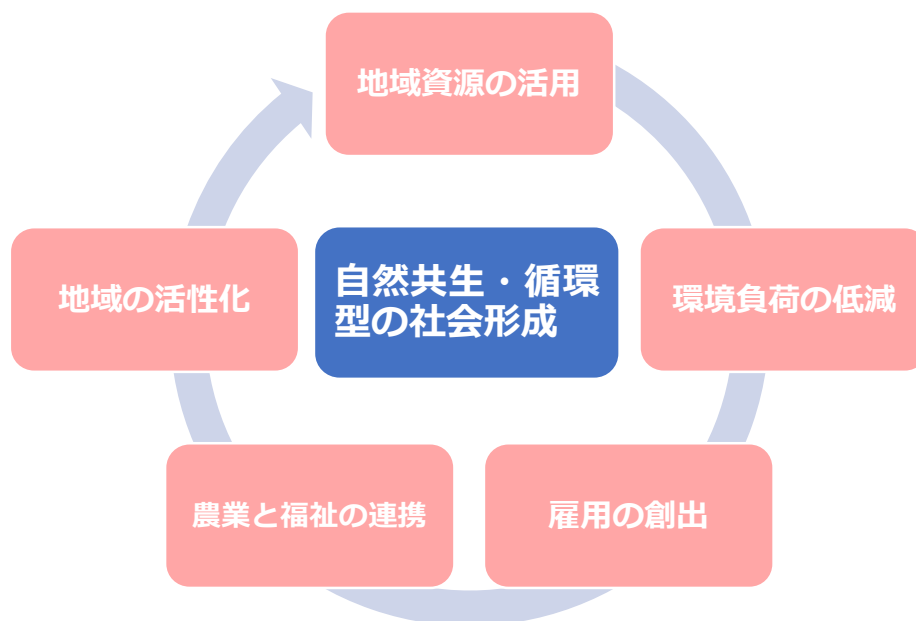 地域資源の活用
地域の活性化
自然共生・循環
型の社会形成
環境負荷の低減
農業と福祉の連携
雇用の創出